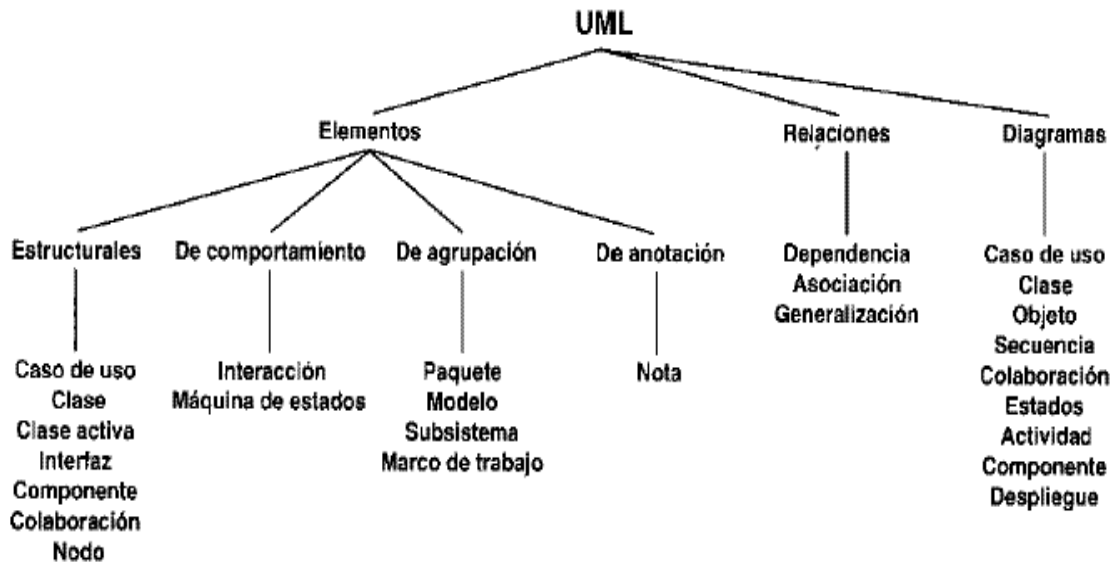 UML
Elementos
Relaciones
Diagramas
Estructurales
De comportamiento
De agrupación
De anotación
Dependencia
Asociación
Generalización
Caso de uso
Clase
Objeto
Secuencia
Colaboración
Estados
Actividad
Componente
Despliegue
Caso de uso
Clase
Clase activa
Interfaz
Componente
Colaboración
Nodo
Interacción
Máquina de estados
Paquete
Modelo
Subsistema
Marco de trabajo
Nota